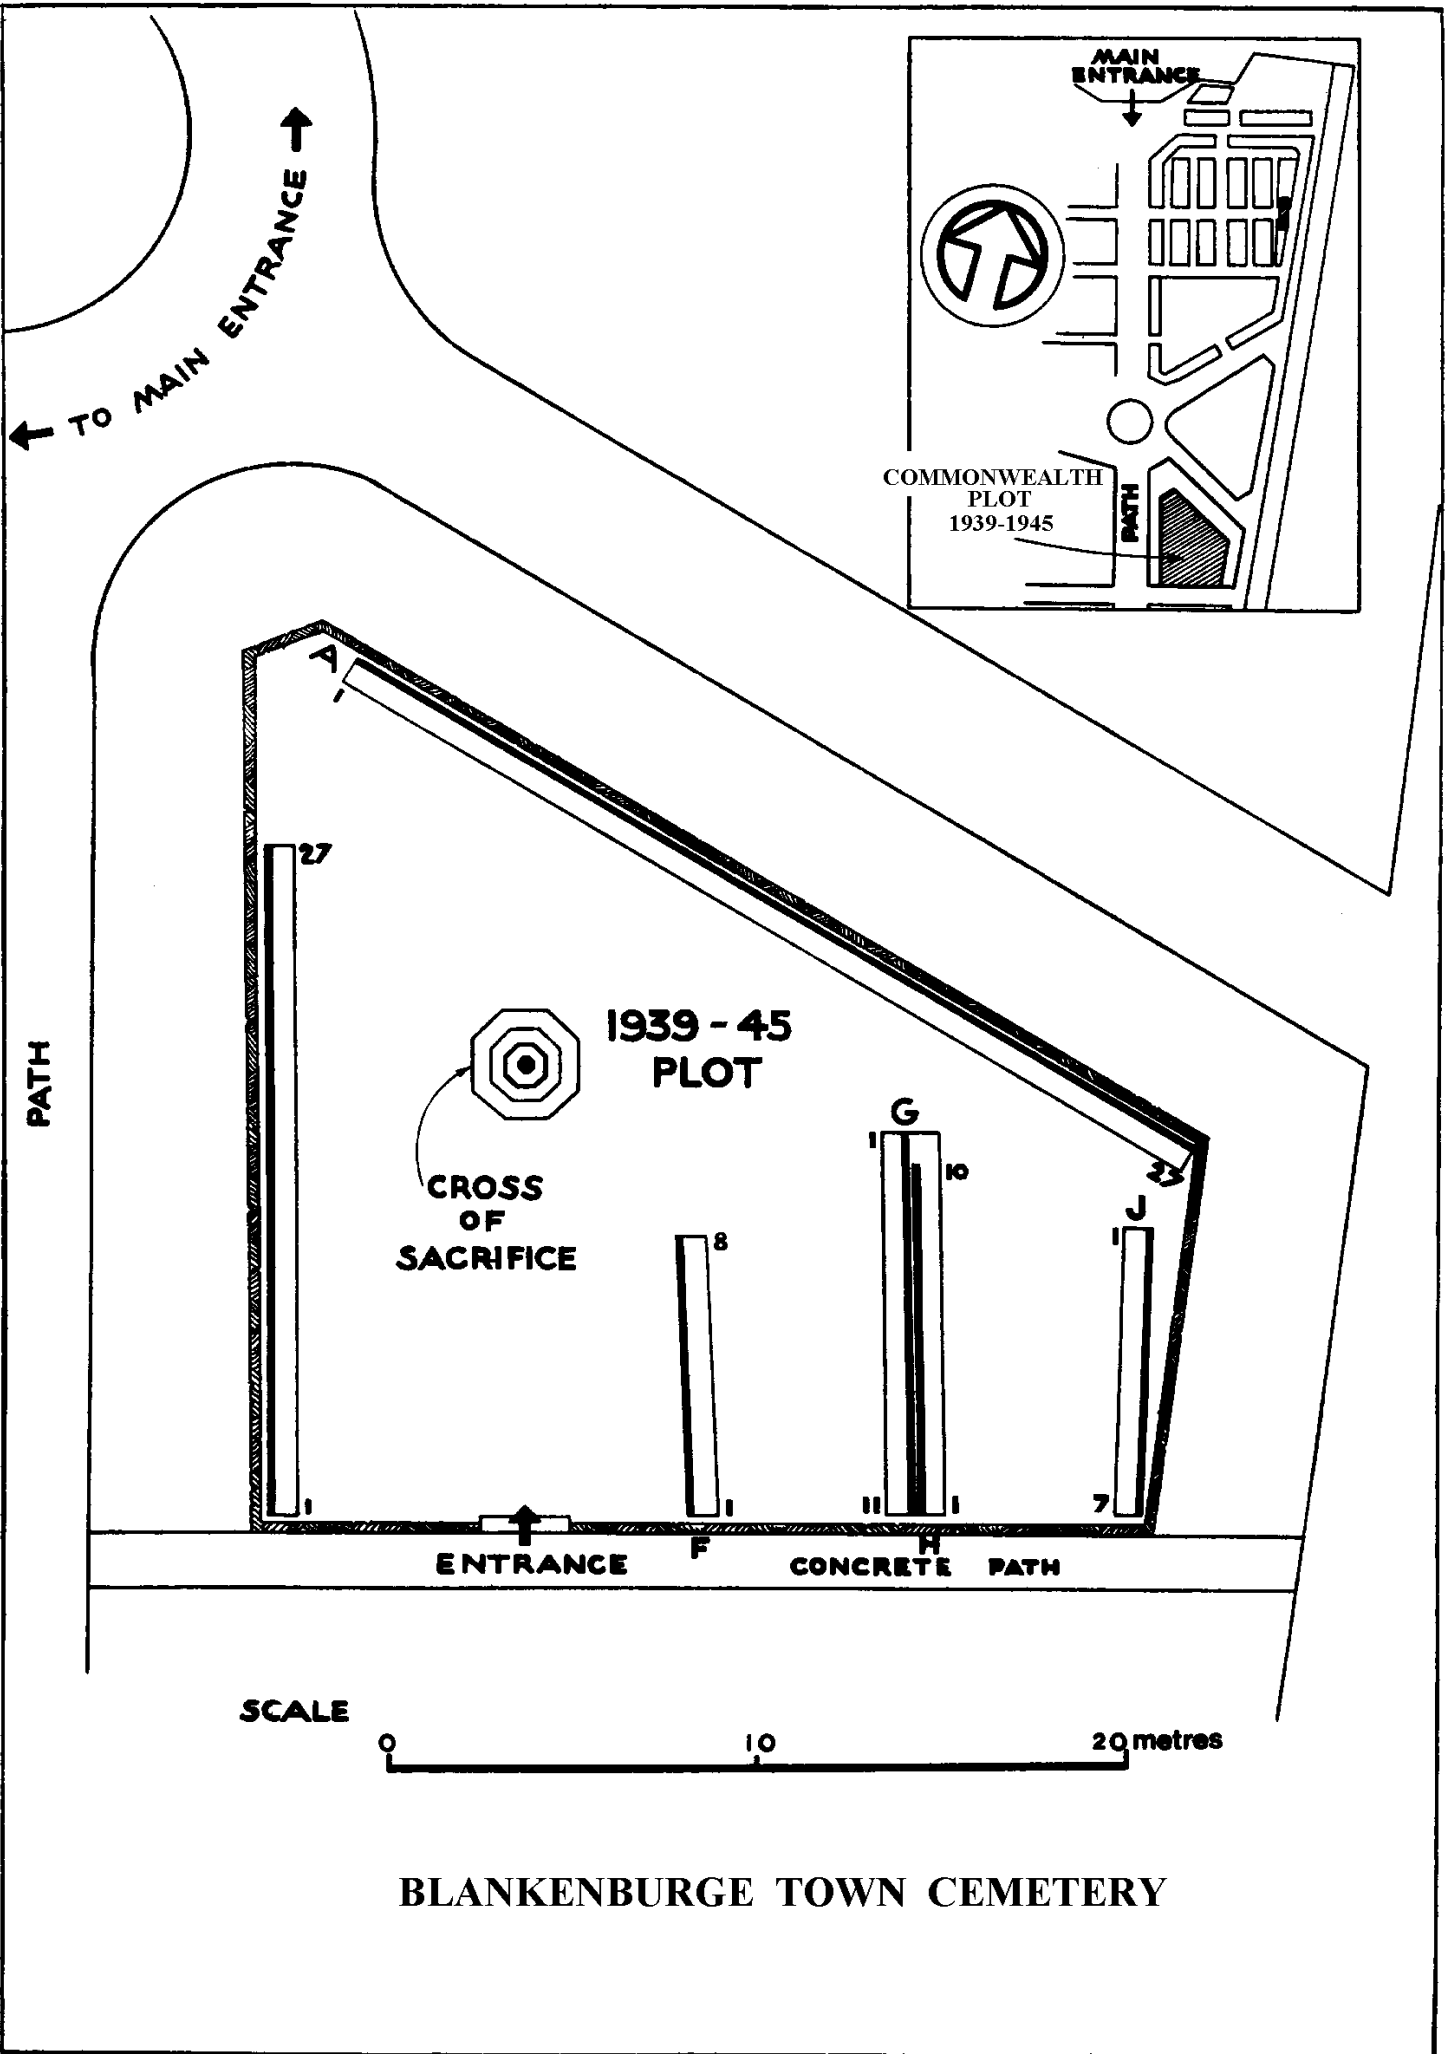 MAIN
ENTRANCE
TO MAIN ENTRANCE
COMMONWEALTH
PLOT
1939-1945
PATH
A
1
27
1939 - 45
PLOT
PATH
G
1
10
CROSS
OF
SACRIFICE
J
1
8
1
1
11
1
7
F
H
ENTRANCE
CONCRETE PATH
SCALE
0 10 20 metres
BLANKENBURGE TOWN CEMETERY